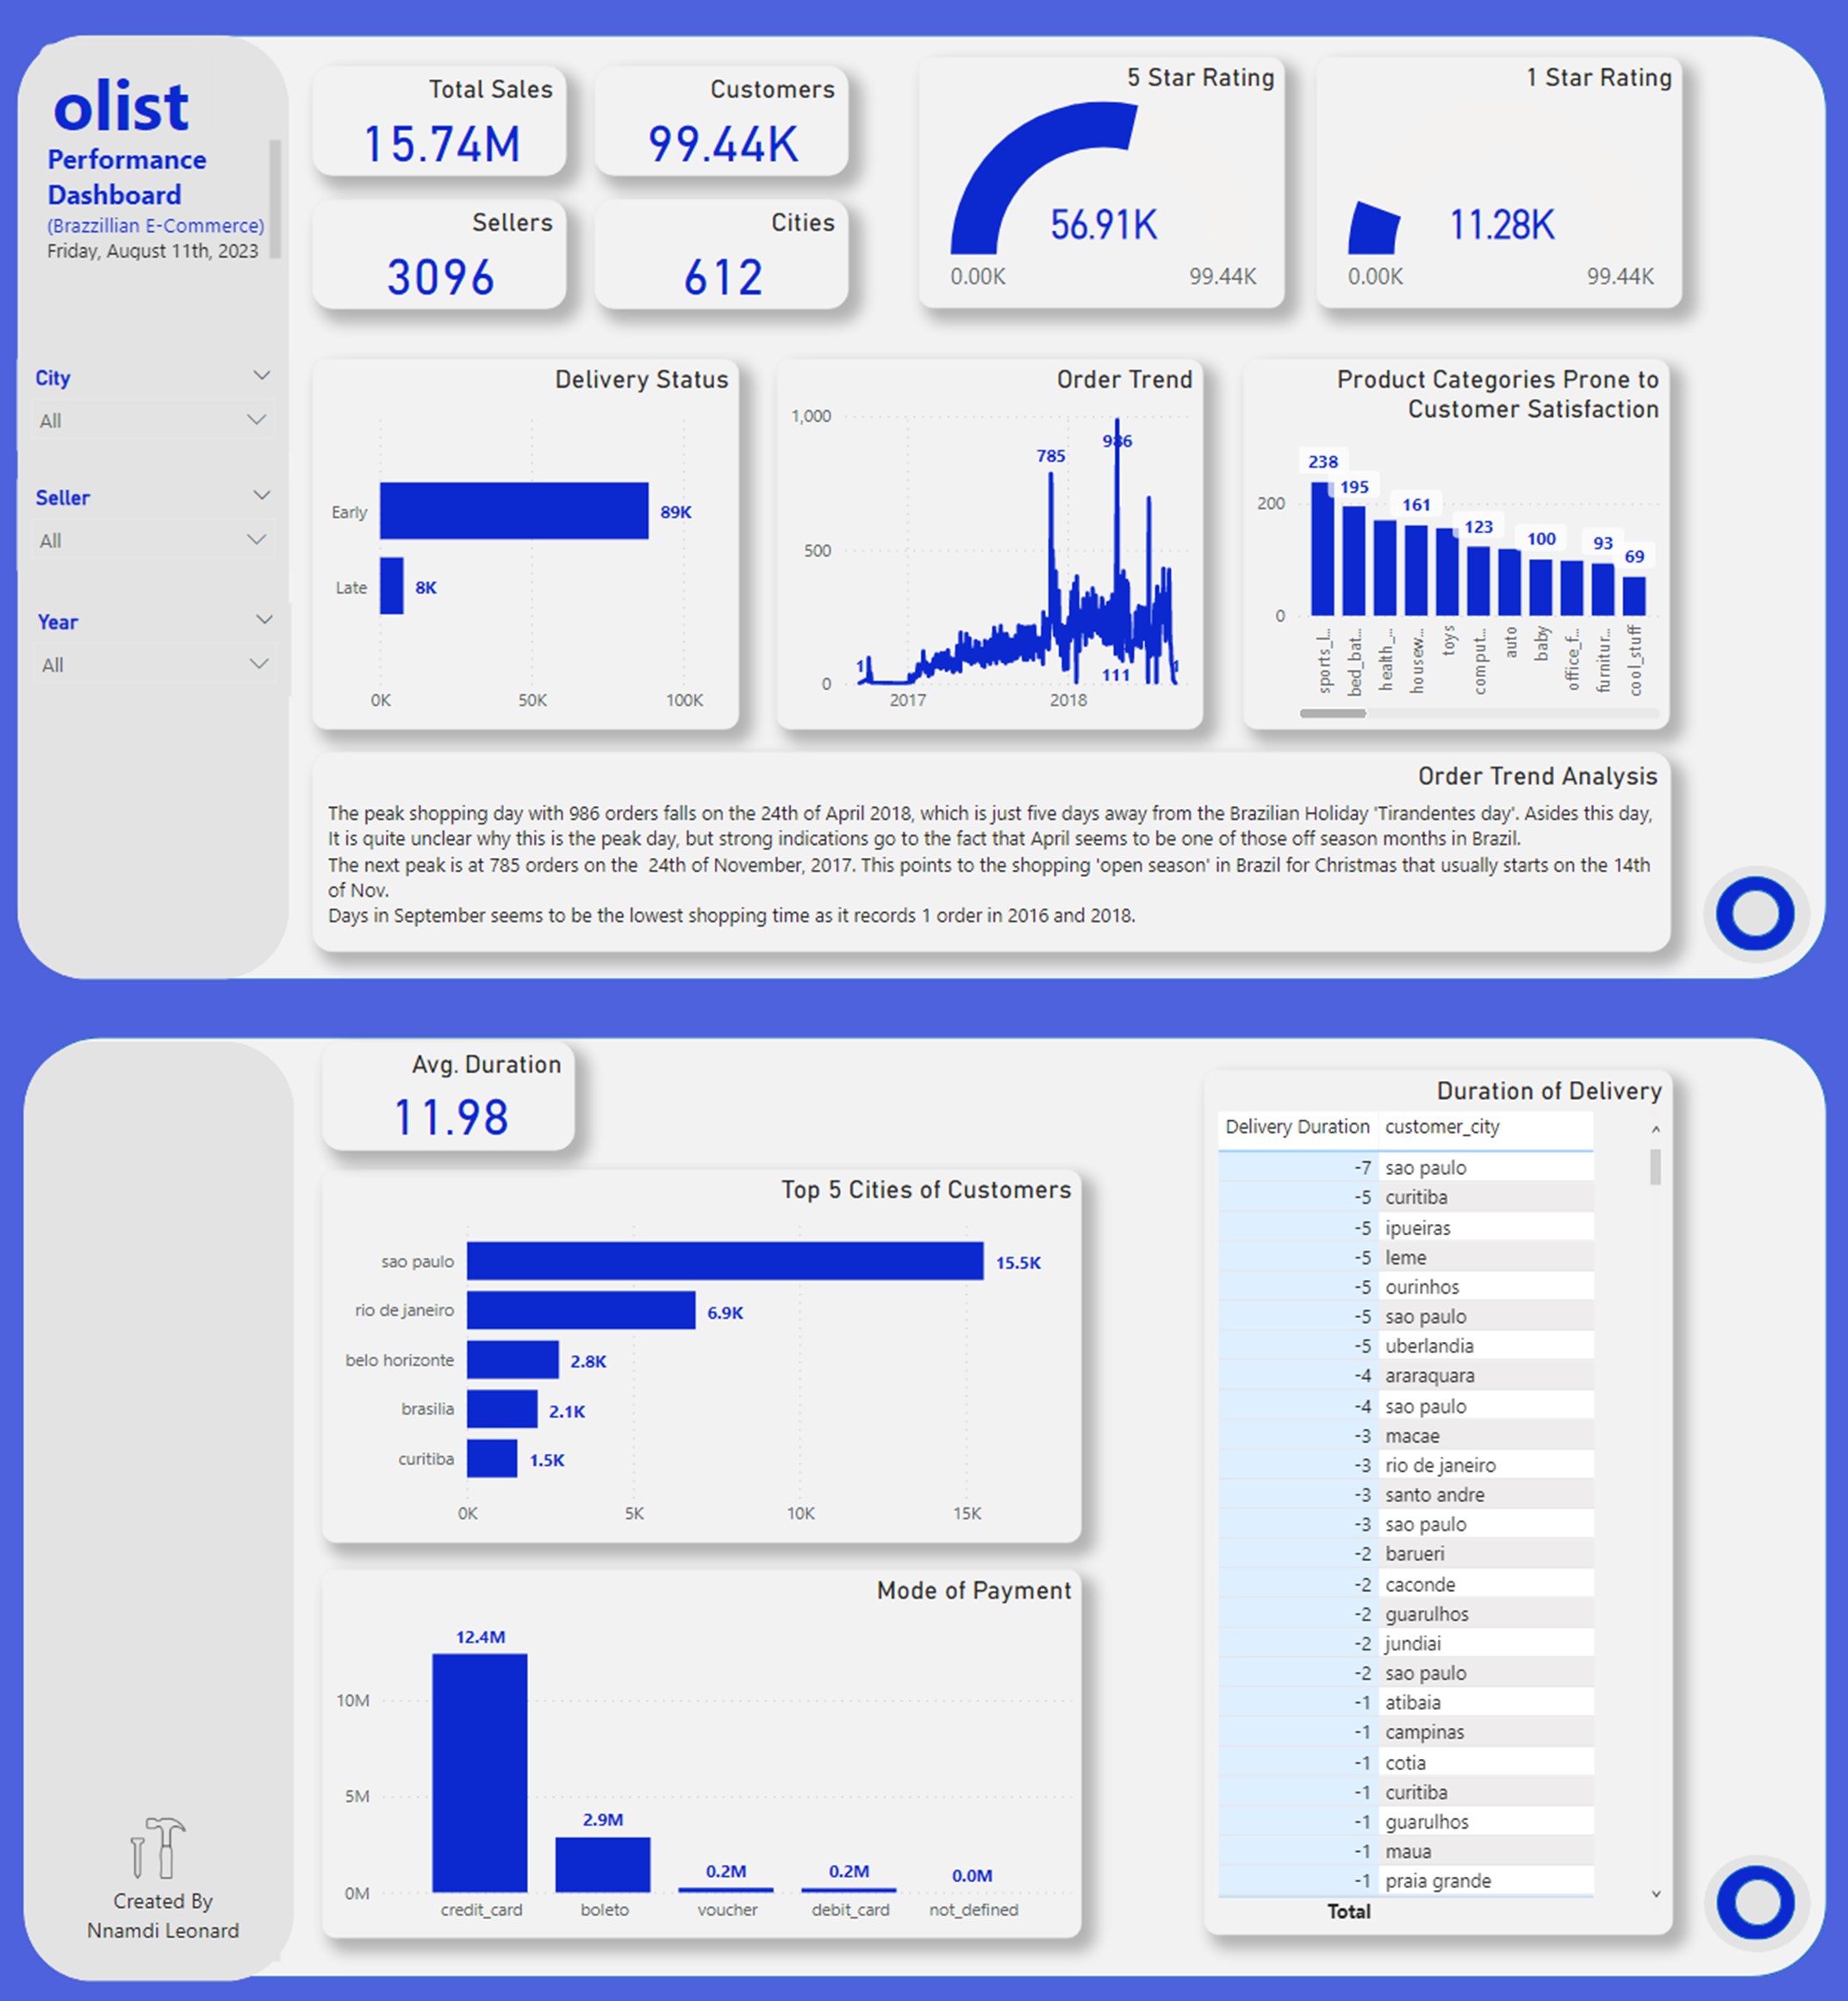 olist
Performance
Dashboard
(Brazzillian E-Commerce)
Friday, August 11th, 2023
City
All
Seller
All
Year
All
Total Sales
15.74M
Customers
99.44K
Sellers
3096
Cities
612
5 Star Rating
56.91K
0.00K
99.44K
1 Star Rating
11.28K
0.00K
99.44K
Delivery Status
Early
89K
Late
8K
0K
50K
100K
Order Trend
1,000
986
785
500
1
111
1
0
2017
2018
Product Categories Prone to
Customer Satisfaction
238
195
161
123
100
93
69
200
0
sports_l...
bed_bat...
health_...
housew...
toys
comput...
auto
baby
office_f...
furnitur...
cool_stuff
Order Trend Analysis
The peak shopping day with 986 orders falls on the 24th of April 2018, which is just five days away from the Brazilian Holiday 'Tirandentes day'. Asides this day,
It is quite unclear why this is the peak day, but strong indications go to the fact that April seems to be one of those off season months in Brazil.
The next peak is at 785 orders on the 24th of November, 2017. This points to the shopping 'open season' in Brazil for Christmas that usually starts on the 14th
of Nov.
Days in September seems to be the lowest shopping time as it records 1 order in 2016 and 2018.
Avg. Duration
11.98
Top 5 Cities of Customers
sao paulo
15.5K
rio de janeiro
6.9K
belo horizonte
2.8K
brasilia
2.1K
curitiba
1.5K
0K
5K
10K
15K
Mode of Payment
12.4M
10M
5M
2.9M
0.2M
0.2M
0.0M
0M
credit_card
boleto
voucher
debit_card
not_defined
Duration of Delivery
Delivery Duration customer_city
-7 sao paulo
-5 curitiba
-5 ipueiras
-5 leme
-5 ourinhos
-5 sao paulo
-5 uberlandia
-4 araraquara
-4 sao paulo
-3 macae
-3 rio de janeiro
-3 santo andre
-3 sao paulo
-2 barueri
-2 caconde
-2 guarulhos
-2 jundiai
-2 sao paulo
-1 atibaia
-1 campinas
-1 cotia
-1 curitiba
-1 guarulhos
-1 maua
-1 praia grande
Total
Created By
Nnamdi Leonard